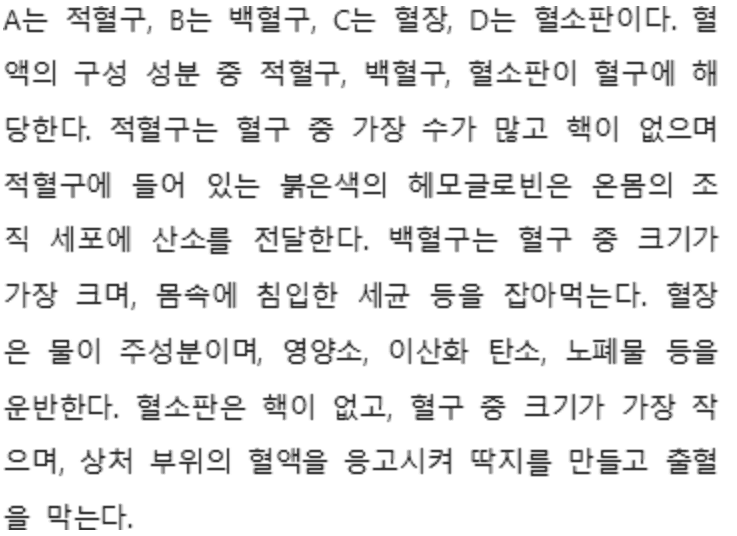 A는 적혈구, B는 백혈구, C는 혈장, D는 혈소판이다. 혈
액의 구성 성분 중 적혈구, 백혈구, 혈소판이 혈구에 해
당한다. 적혈구는 혈구 중 가장 수가 많고 핵이 없으며
적혈구에 들어 있는 붉은색의 헤모글로빈은 온몸의 조
직 세포에 산소를 전달한다. 백혈구는 혈구 중 크기가
가장 크며, 몸속에 침입한 세균 등을 잡아먹는다. 혈장
은 물이 주성분이며, 영양소, 이산화 탄소, 노폐물 등을
운반한다. 혈소판은 핵이 없고, 혈구 중 크기가 가장 작
으며, 상처 부위의 혈액을 응고시켜 딱지를 만들고 출혈
을 막는다.